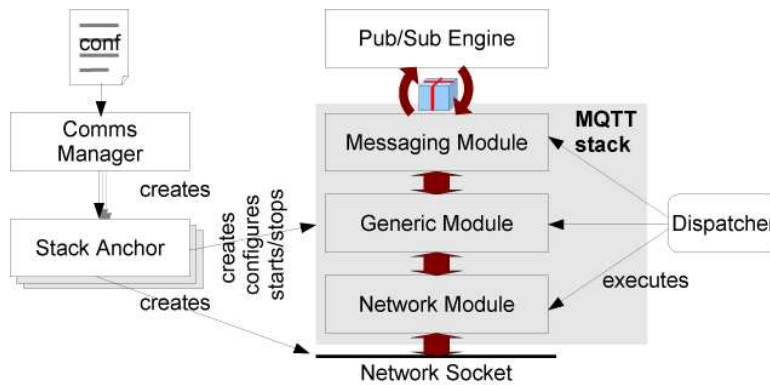 conf
Pub/Sub Engine
Comms
Manager
MQTT
stack
Messaging Module
creates
Stack Anchor
creates
configures
starts/stops
Generic Module
Dispatcher
creates
executes
Network Module
Network Socket